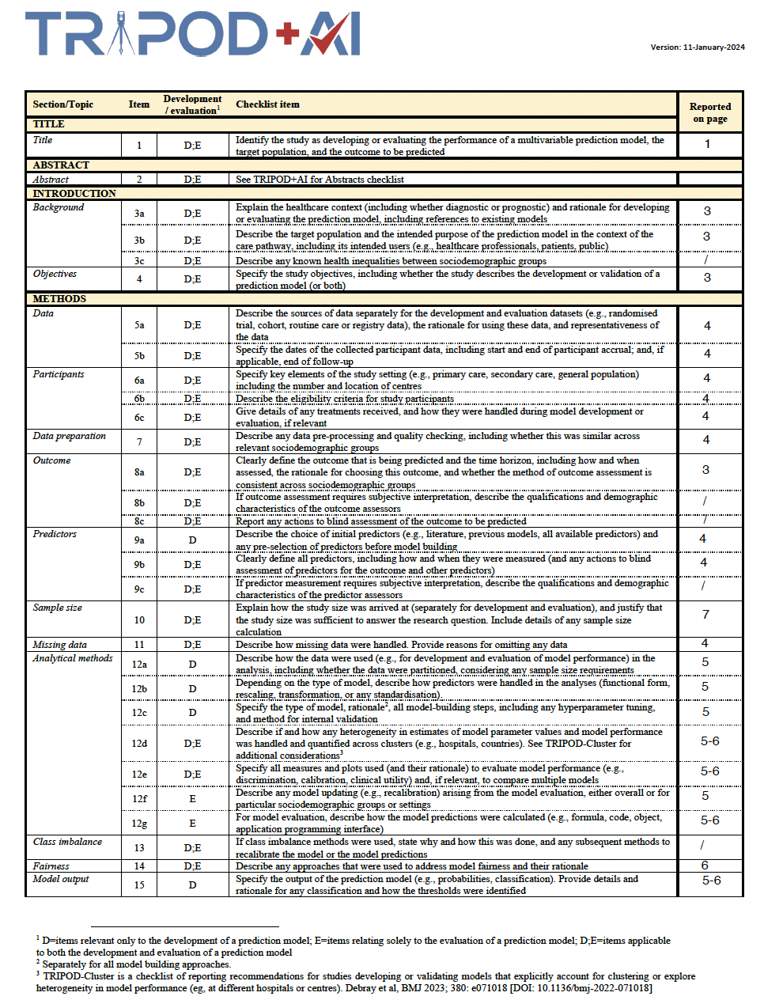 TRIPOD+AI
Version: 11-January-2024
Section/Topic Item Development / evaluation¹ Checklist item Reported on page
TITLE
Title 1 D;E Identify the study as developing or evaluating the performance of a multivariable prediction model, the
target population, and the outcome to be predicted 1
ABSTRACT
Abstract 2 D;E See TRIPOD+AI for Abstracts checklist
INTRODUCTION
Background 3a D;E Explain the healthcare context (including whether diagnostic or prognostic) and rationale for developing
or evaluating the prediction model, including references to existing models 3
3b D;E Describe the target population and the intended purpose of the prediction model in the context of the
care pathway, including its intended users (e.g., healthcare professionals, patients, public) 3
3c D;E Describe any known health inequalities between sociodemographic groups /
Objectives 4 D;E Specify the study objectives, including whether the study describes the development or validation of a
prediction model (or both) 3
METHODS
Data 5a D;E Describe the sources of data separately for the development and evaluation datasets (e.g., randomised
trial, cohort, routine care or registry data), the rationale for using these data, and representativeness of
the data 4
5b D;E Specify the dates of the collected participant data, including start and end of participant accrual; and, if
applicable, end of follow-up 4
Participants 6a D;E Specify key elements of the study setting (e.g., primary care, secondary care, general population)
including the number and location of centres 4
6b D;E Describe the eligibility criteria for study participants 4
6c D;E Give details of any treatments received, and how they were handled during model development or
evaluation, if relevant 4
Data preparation 7 D;E Describe any data pre-processing and quality checking, including whether this was similar across
relevant sociodemographic groups 4
Outcome 8a D;E Clearly define the outcome that is being predicted and the time horizon, including how and when
assessed, the rationale for choosing this outcome, and whether the method of outcome assessment is
consistent across sociodemographic groups 3
8b D;E If outcome assessment requires subjective interpretation, describe the qualifications and demographic
characteristics of the outcome assessors /
8c D;E Report any actions to blind assessment of the outcome to be predicted /
Predictors 9a D Describe the choice of initial predictors (e.g., literature, previous models, all available predictors) and
any pre-selection of predictors before model building 4
9b D;E Clearly define all predictors, including how and when they were measured (and any actions to blind
assessment of predictors for the outcome and other predictors) 4
9c D;E If predictor measurement requires subjective interpretation, describe the qualifications and demographic
characteristics of the predictor assessors /
Sample size 10 D;E Explain how the study size was arrived at (separately for development and evaluation), and justify that
the study size was sufficient to answer the research question. Include details of any sample size
calculation 7
Missing data 11 D;E Describe how missing data were handled. Provide reasons for omitting any data 4
Analytical methods 12a D Describe how the data were used (e.g., for development and evaluation of model performance) in the
analysis, including whether the data were partitioned, considering any sample size requirements 5
12b D Depending on the type of model, describe how predictors were handled in the analyses (functional form,
rescaling, transformation, or any standardisation). 5
12c D Specify the type of model, rationale², all model-building steps, including any hyperparameter tuning,
and method for internal validation 5
12d D;E Describe if and how any heterogeneity in estimates of model parameter values and model performance
was handled and quantified across clusters (e.g., hospitals, countries). See TRIPOD-Cluster for
additional considerations³ 5-6
12e D;E Specify all measures and plots used (and their rationale) to evaluate model performance (e.g.,
discrimination, calibration, clinical utility) and, if relevant, to compare multiple models 5-6
12f E Describe any model updating (e.g., recalibration) arising from the model evaluation, either overall or for
particular sociodemographic groups or settings 5
12g E For model evaluation, describe how the model predictions were calculated (e.g., formula, code, object,
application programming interface) 5-6
Class imbalance 13 D;E If class imbalance methods were used, state why and how this was done, and any subsequent methods to
recalibrate the model or the model predictions /
Fairness 14 D;E Describe any approaches that were used to address model fairness and their rationale 6
Model output 15 D Specify the output of the prediction model (e.g., probabilities, classification). Provide details and
rationale for any classification and how the thresholds were identified 5-6
¹ D=items relevant only to the development of a prediction model; E=items relating solely to the evaluation of a prediction model; D;E=items applicable
to both the development and evaluation of a prediction model
² Separately for all model building approaches.
³ TRIPOD-Cluster is a checklist of reporting recommendations for studies developing or validating models that explicitly account for clustering or explore
heterogeneity in model performance (eg, at different hospitals or centres). Debray et al, BMJ 2023; 380: e071018 [DOI: 10.1136/bmj-2022-071018]